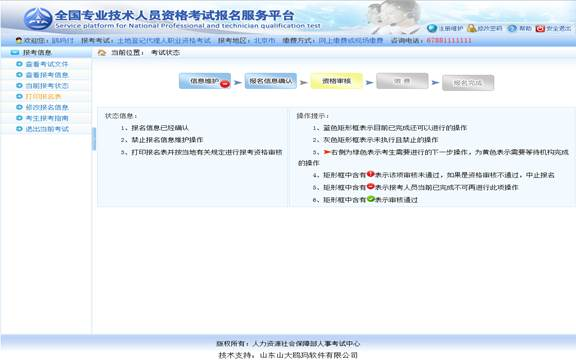 全国专业技术人员资格考试报名服务平台
Service platform for National Professional and technician qualification test
注册维护 修改密码 帮助 安全退出
欢迎您：鸥玛付 报考考试：土地登记代理人职业资格考试 报考地区：北京市 缴费方式：网上缴费或现场缴费 咨询电话：67881111111
报考信息
查看考试文件
查看报考信息
当前报考状态
打印报名表
修改报名信息
考生报考指南
退出当前考试
当前位置： 考试状态
信息维护 报名信息确认 资格审核 缴 费 报名完成
状态信息：
1、报名信息已经确认
2、禁止报名信息维护操作
3、打印报名表并按当地有关规定进行报考资格审核
操作提示：
1、蓝色矩形框表示目前已完成还可以进行的操作
2、灰色矩形框表示未执行且禁止的操作
3、右侧为绿色表示考生需要进行的下一步操作，为黄色表示需要等待机构完成
的操作
4、矩形框中含有表示该项审核未通过，如果是资格审核不通过，中止报名
5、矩形框中含有表示报考人员当前已完成不可再进行此项操作
6、矩形框中含有表示审核通过
版权所有：人力资源社会保障部人事考试中心
技术支持：山东山大鸥玛软件有限公司